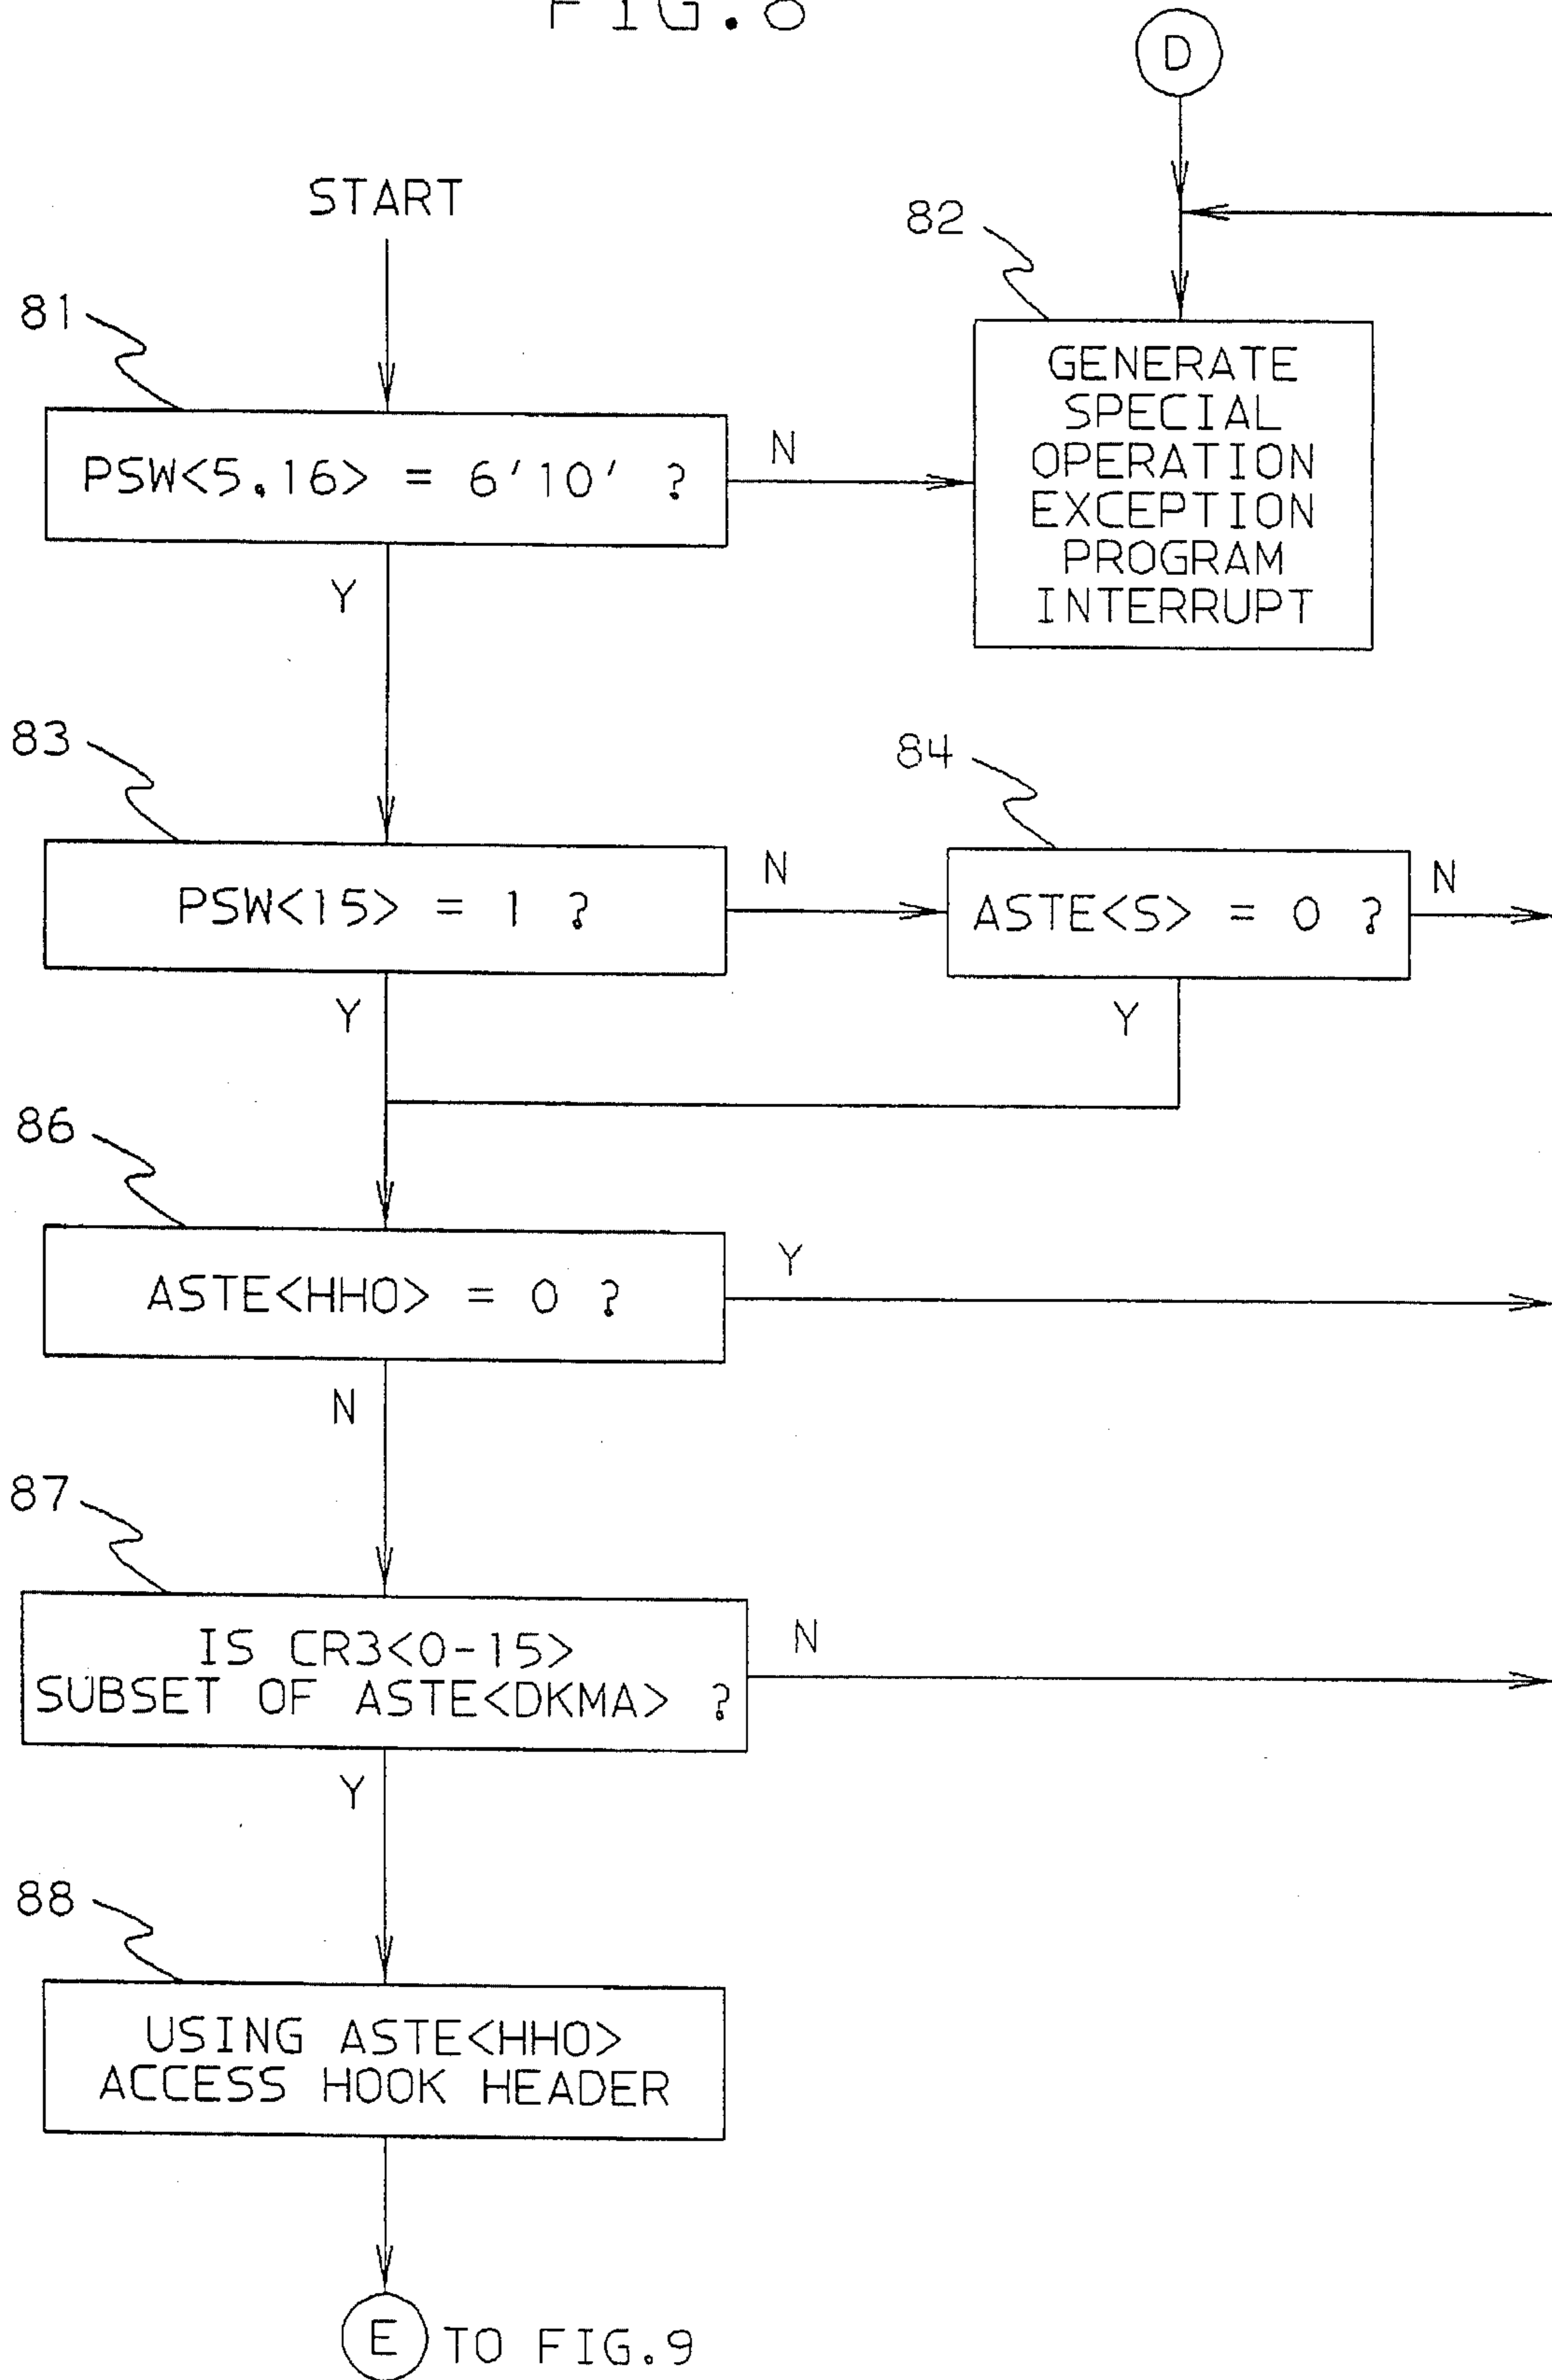 FIG.8
D
START
82
81
GENERATE
SPECIAL
OPERATION
EXCEPTION
PROGRAM
INTERRUPT
PSW<5.16> = 6'10' ?
N
Y
83
84
PSW<15> = 1 ?
N
ASTE<S> = 0 ?
N
Y
Y
86
ASTE<HHO> = 0 ?
Y
N
87
IS CR3<0-15>
SUBSET OF ASTE<DKMA> ?
N
Y
88
USING ASTE<HHO>
ACCESS HOOK HEADER
E TO FIG.9